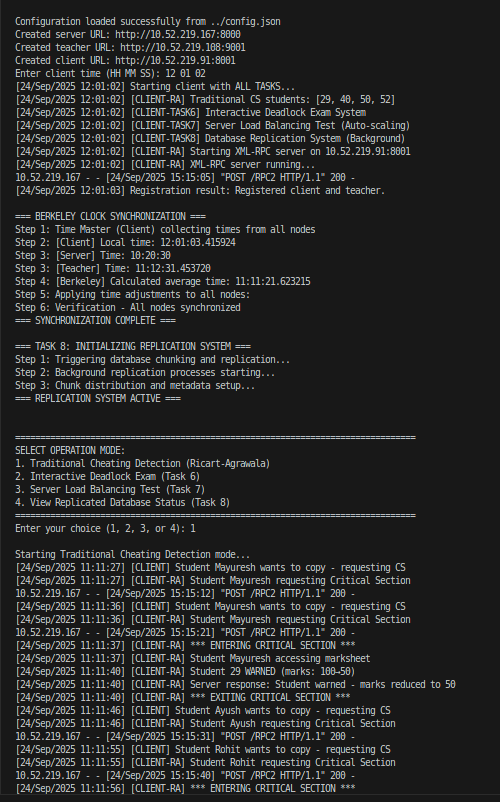 Configuration loaded successfully from ../config.json
Created server URL: http://10.52.219.167:8000
Created teacher URL: http://10.52.219.108:9001
Created client URL: http://10.52.219.91:8001
Enter client time (HH MM SS): 12 01 02
[24/Sep/2025 12:01:02] Starting client with ALL TASKS...
[24/Sep/2025 12:01:02] [CLIENT-RA] Traditional CS students: [29, 40, 50, 52]
[24/Sep/2025 12:01:02] [CLIENT-TASK6] Interactive Deadlock Exam System
[24/Sep/2025 12:01:02] [CLIENT-TASK7] Server Load Balancing Test (Auto-scaling)
[24/Sep/2025 12:01:02] [CLIENT-TASK8] Database Replication System (Background)
[24/Sep/2025 12:01:02] [CLIENT-RA] Starting XML-RPC server on 10.52.219.91:8001
[24/Sep/2025 12:01:02] [CLIENT-RA] XML-RPC server running...
10.52.219.167 - - [24/Sep/2025 15:15:05] "POST /RPC2 HTTP/1.1" 200 -
[24/Sep/2025 12:01:03] Registration result: Registered client and teacher.
=== BERKELEY CLOCK SYNCHRONIZATION ===
Step 1: Time Master (Client) collecting times from all nodes
Step 2: [Client] Local time: 12:01:03.415924
Step 3: [Server] Time: 10:20:30
Step 3: [Teacher] Time: 11:12:31.453720
Step 4: [Berkeley] Calculated average time: 11:11:21.623215
Step 5: Applying time adjustments to all nodes:
Step 6: Verification - All nodes synchronized
=== SYNCHRONIZATION COMPLETE ===
=== TASK 8: INITIALIZING REPLICATION SYSTEM ===
Step 1: Triggering database chunking and replication...
Step 2: Background replication processes starting...
Step 3: Chunk distribution and metadata setup...
=== REPLICATION SYSTEM ACTIVE ===
================================================================================
SELECT OPERATION MODE:
1. Traditional Cheating Detection (Ricart-Agrawala)
2. Interactive Deadlock Exam (Task 6)
3. Server Load Balancing Test (Task 7)
4. View Replicated Database Status (Task 8)
================================================================================
Enter your choice (1, 2, 3, or 4): 1
Starting Traditional Cheating Detection mode...
[24/Sep/2025 11:11:27] [CLIENT] Student Mayuresh wants to copy - requesting CS
[24/Sep/2025 11:11:27] [CLIENT-RA] Student Mayuresh requesting Critical Section
10.52.219.167 - - [24/Sep/2025 15:15:12] "POST /RPC2 HTTP/1.1" 200 -
[24/Sep/2025 11:11:36] [CLIENT] Student Mayuresh wants to copy - requesting CS
[24/Sep/2025 11:11:36] [CLIENT-RA] Student Mayuresh requesting Critical Section
10.52.219.167 - - [24/Sep/2025 15:15:21] "POST /RPC2 HTTP/1.1" 200 -
[24/Sep/2025 11:11:37] [CLIENT-RA] *** ENTERING CRITICAL SECTION ***
[24/Sep/2025 11:11:37] [CLIENT-RA] Student Mayuresh accessing marksheet
[24/Sep/2025 11:11:40] [CLIENT-RA] Student 29 WARNED (marks: 100→50)
[24/Sep/2025 11:11:40] [CLIENT-RA] Server response: Student warned - marks reduced to 50
[24/Sep/2025 11:11:40] [CLIENT-RA] *** EXITING CRITICAL SECTION ***
[24/Sep/2025 11:11:46] [CLIENT] Student Ayush wants to copy - requesting CS
[24/Sep/2025 11:11:46] [CLIENT-RA] Student Ayush requesting Critical Section
10.52.219.167 - - [24/Sep/2025 15:15:31] "POST /RPC2 HTTP/1.1" 200 -
[24/Sep/2025 11:11:55] [CLIENT] Student Rohit wants to copy - requesting CS
[24/Sep/2025 11:11:55] [CLIENT-RA] Student Rohit requesting Critical Section
10.52.219.167 - - [24/Sep/2025 15:15:40] "POST /RPC2 HTTP/1.1" 200 -
[24/Sep/2025 11:11:56] [CLIENT-RA] *** ENTERING CRITICAL SECTION ***